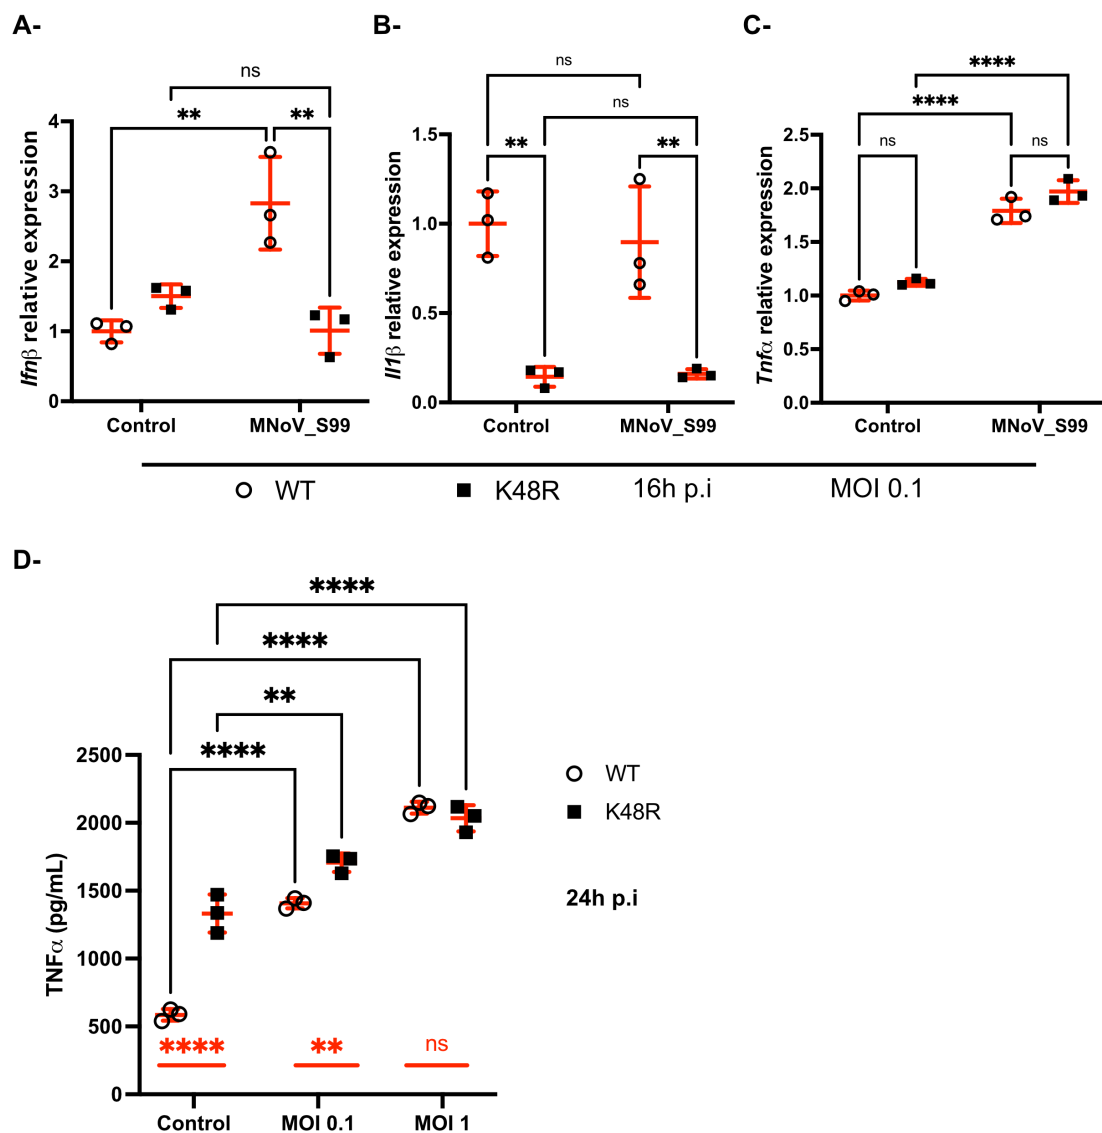 A-
B-
C-
ns
**
**
Ifnβ relative expression
4
3
2
1
0
Control
MNoV_S99
ns
ns
**
**
Il1β relative expression
1.5
1.0
0.5
0.0
Control
MNoV_S99
****
****
ns
ns
Tnfα relative expression
2.5
2.0
1.5
1.0
0.5
0.0
Control
MNoV_S99
WT
K48R
16h p.i
MOI 0.1
D-
****
****
**
****
TNFα (pg/mL)
2500
2000
1500
1000
500
0
WT
K48R
24h p.i
****
**
ns
Control
MOI 0.1
MOI 1